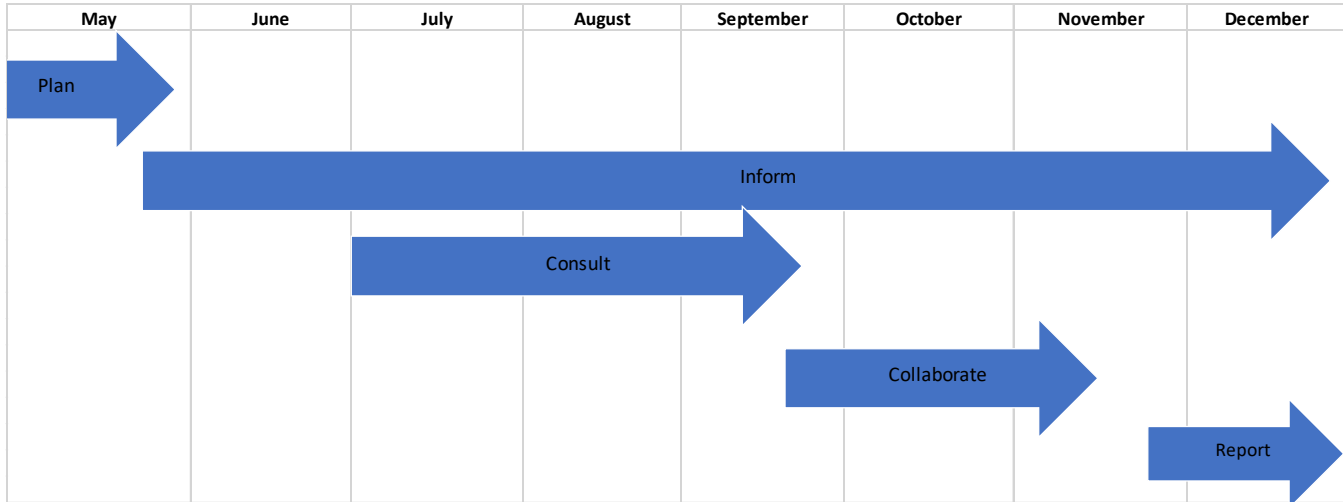 May June July August September October November December
Plan
Inform
Consult
Collaborate
Report